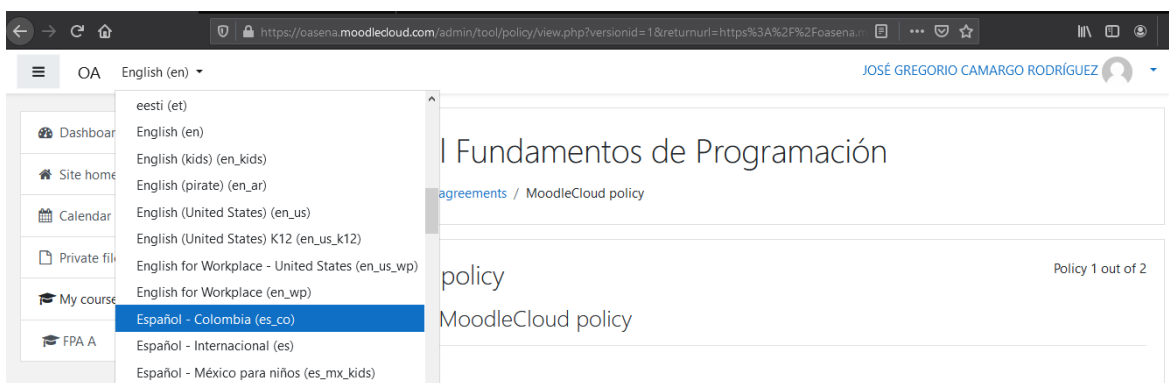 https://oasena.moodlecloud.com/admin/tool/policy/view.php?versionid=1&returnurl=https%3A%2F%2Foasena.m
OA English (en)
JOSÉ GREGORIO CAMARGO RODRÍGUEZ
Dashboar
Site home
Calendar
Private fil
My course
FPA A
eesti (et)
English (en)
English (kids) (en_kids)
English (pirate) (en_ar)
English (United States) (en_us)
English (United States) K12 (en_us_k12)
English for Workplace - United States (en_us_wp)
English for Workplace (en_wp)
Español - Colombia (es_co)
Español - Internacional (es)
Español - México para niños (es_mx_kids)
l Fundamentos de Programación
agreements / MoodleCloud policy
policy
Policy 1 out of 2
MoodleCloud policy